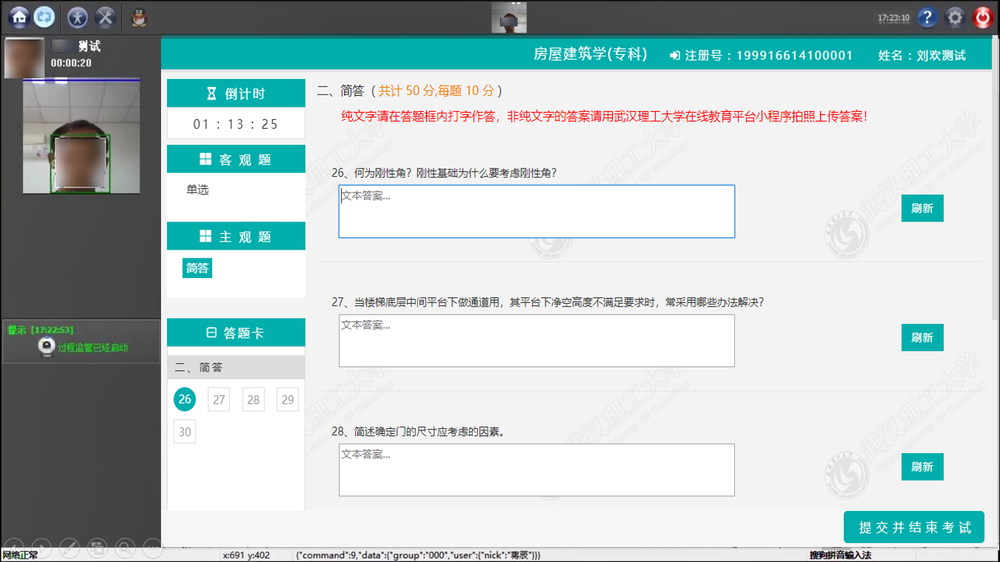 17:23:10
测试
00:00:20
房屋建筑学(专科)
注册号：199916614100001
姓名：刘欢测试
倒计时
01 : 13 : 25
客 观 题
单选
主 观 题
简答
答题卡
二、简答
26 27 28 29
30
提示 [17:22:53]
过程监管已经启动
二、简答（共计 50 分,每题 10 分）
纯文字请在答题框内打字作答，非纯文字的答案请用武汉理工大学在线教育平台小程序拍照上传答案！
26、何为刚性角？刚性基础为什么要考虑刚性角？
文本答案...
刷新
27、当楼梯底层中间平台下做通道用，其平台下净空高度不满足要求时，常采用哪些办法解决？
文本答案...
刷新
28、简述确定门的尺寸应考虑的因素。
文本答案...
刷新
提交并结束考试
武汉理工大学
Wuhan University of Technology
网络正常
x:691 y:402
{"command":9,"data":{"group":"000","user":{"nick":"蒋辰"}}}
搜狗拼音输入法